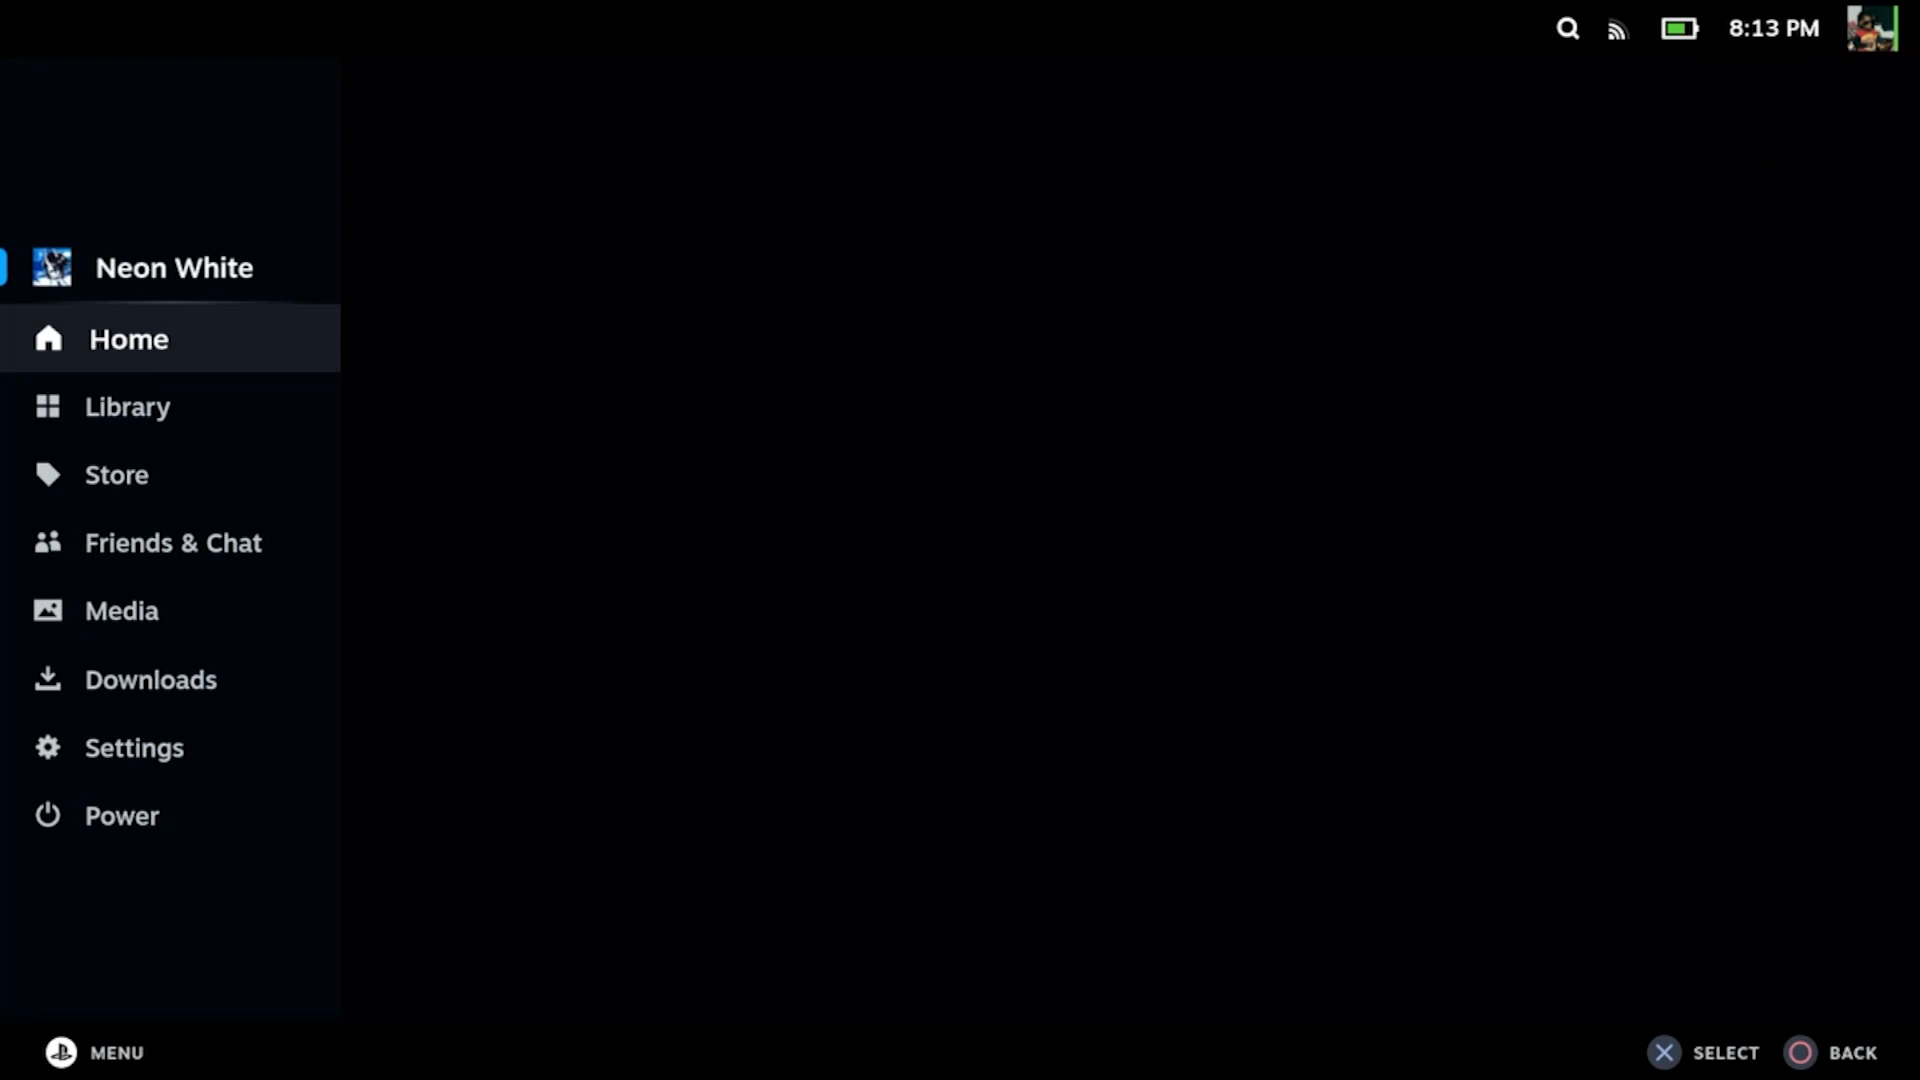 8:13 PM
Neon White
Home
Library
Store
Friends & Chat
Media
Downloads
Settings
Power
MENU
SELECT
BACK